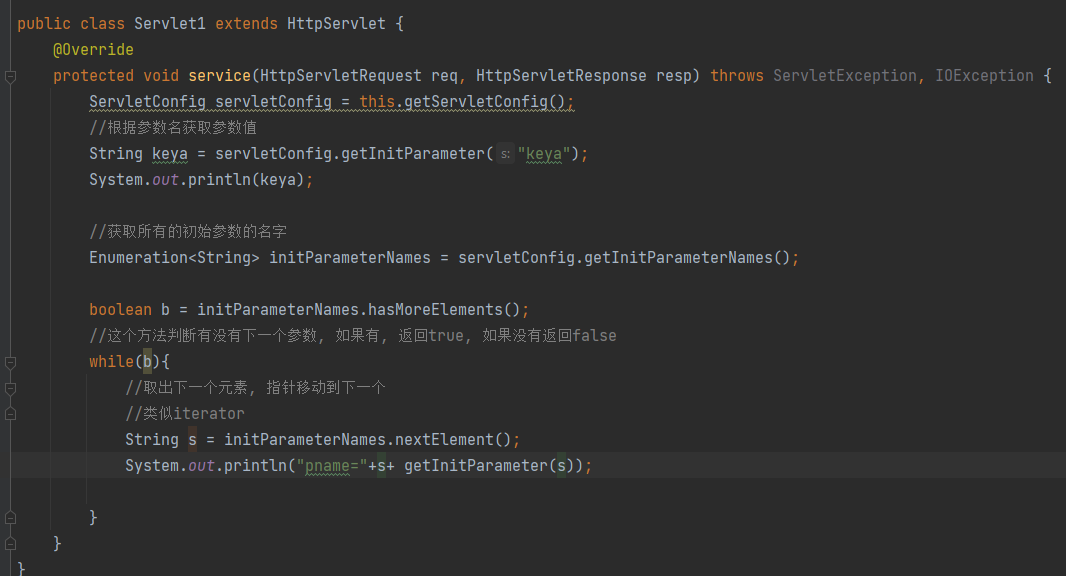 public class Servlet1 extends HttpServlet {
@Override
protected void service(HttpServletRequest req, HttpServletResponse resp) throws ServletException, IOException {
ServletConfig servletConfig = this.getServletConfig();
//根据参数名获取参数值
String keya = servletConfig.getInitParameter( s: "keya");
System.out.println(keya);
//获取所有的初始参数的名字
Enumeration<String> initParameterNames = servletConfig.getInitParameterNames();
boolean b = initParameterNames.hasMoreElements();
//这个方法判断有没有下一个参数, 如果有, 返回true, 如果没有返回false
while(b){
//取出下一个元素, 指针移动到下一个
//类似iterator
String s = initParameterNames.nextElement();
System.out.println("pname="+s+ getInitParameter(s));
}
}
}